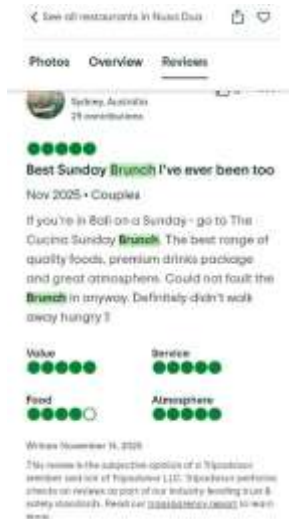 See all restaurants in Nusa Dua
Photos Overview Reviews
Sydney, Australia
29 contributions
Best Sunday Brunch I've ever been too
Nov 2025 • Couples
If you're in Bali on a Sunday - go to The
Cucina Sunday Brunch. The best range of
quality foods, premium drinks package
and great atmosphere. Could not fault the
Brunch in anyway. Definitely didn't walk
away hungry !!
Value Service
Food Atmosphere
Written November 14, 2025
This review is the subjective opinion of a Tripadvisor
member and not of Tripadvisor LLC. Tripadvisor performs
checks on reviews as part of our industry-leading trust &
safety standards. Read our transparency report to learn
more.